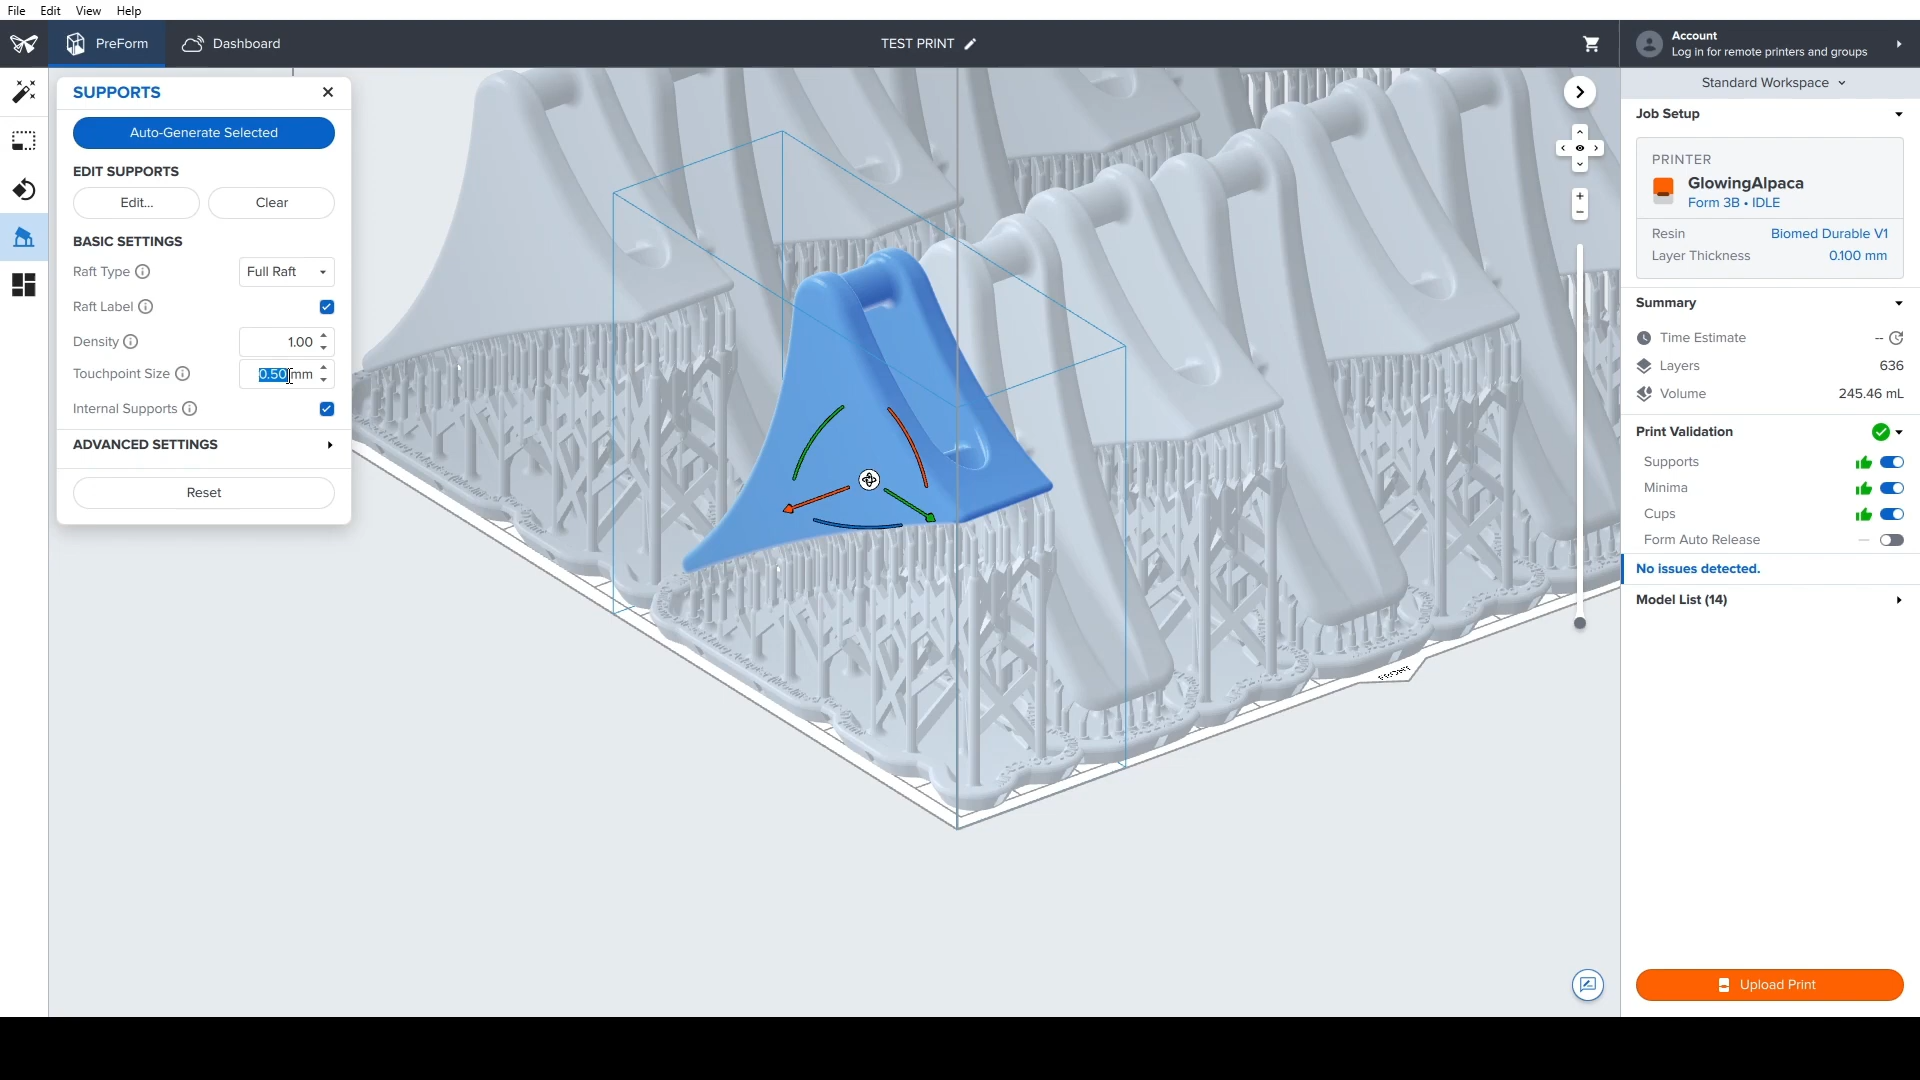 File Edit View Help
PreForm
Dashboard
TEST PRINT
Account
Log in for remote printers and groups
SUPPORTS
Auto-Generate Selected
EDIT SUPPORTS
Edit...
Clear
BASIC SETTINGS
Raft Type
Full Raft
Raft Label
Density
1.00
Touchpoint Size
0.50 mm
Internal Supports
ADVANCED SETTINGS
Reset
Standard Workspace
Job Setup
PRINTER
GlowingAlpaca
Form 3B • IDLE
Resin
Biomed Durable V1
Layer Thickness
0.100 mm
Summary
Time Estimate
--
Layers
636
Volume
245.46 mL
Print Validation
Supports
Minima
Cups
Form Auto Release
No issues detected.
Model List (14)
Upload Print